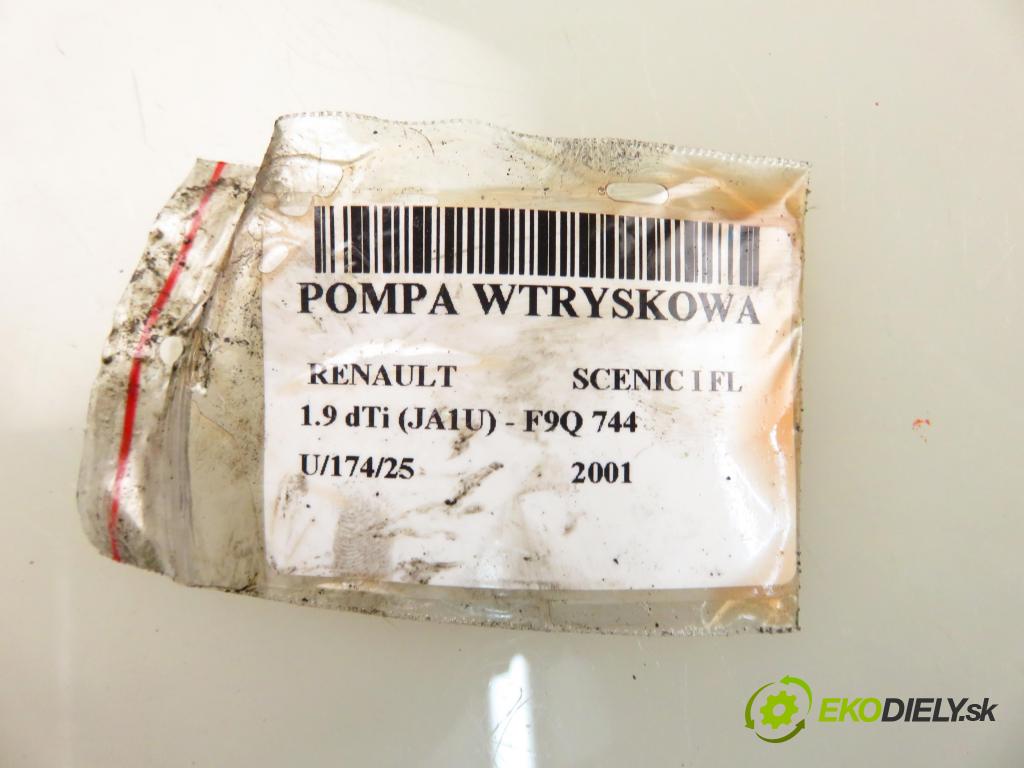 POMPA WTRYSKOWA
RENAULT SCENIC I FL
1.9 dTi (JA1U) - F9Q 744
U/174/25 2001
EKODIELY.sk